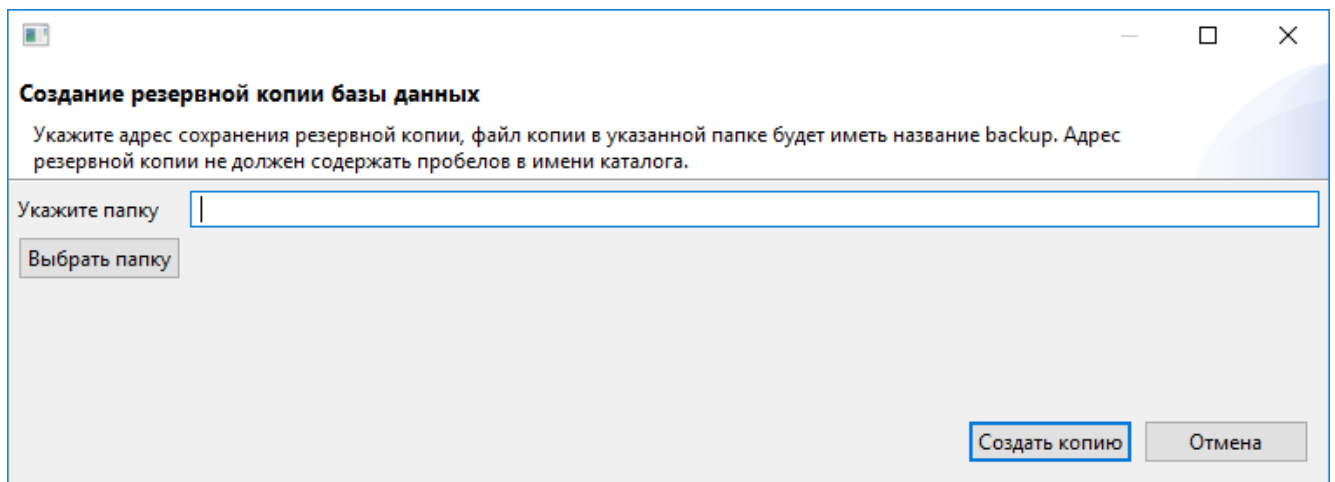 Создание резервной копии базы данных
Укажите адрес сохранения резервной копии, файл копии в указанной папке будет иметь название backup. Адрес
резервной копии не должен содержать пробелов в имени каталога.
Укажите папку
Выбрать папку
Создать копию Отмена